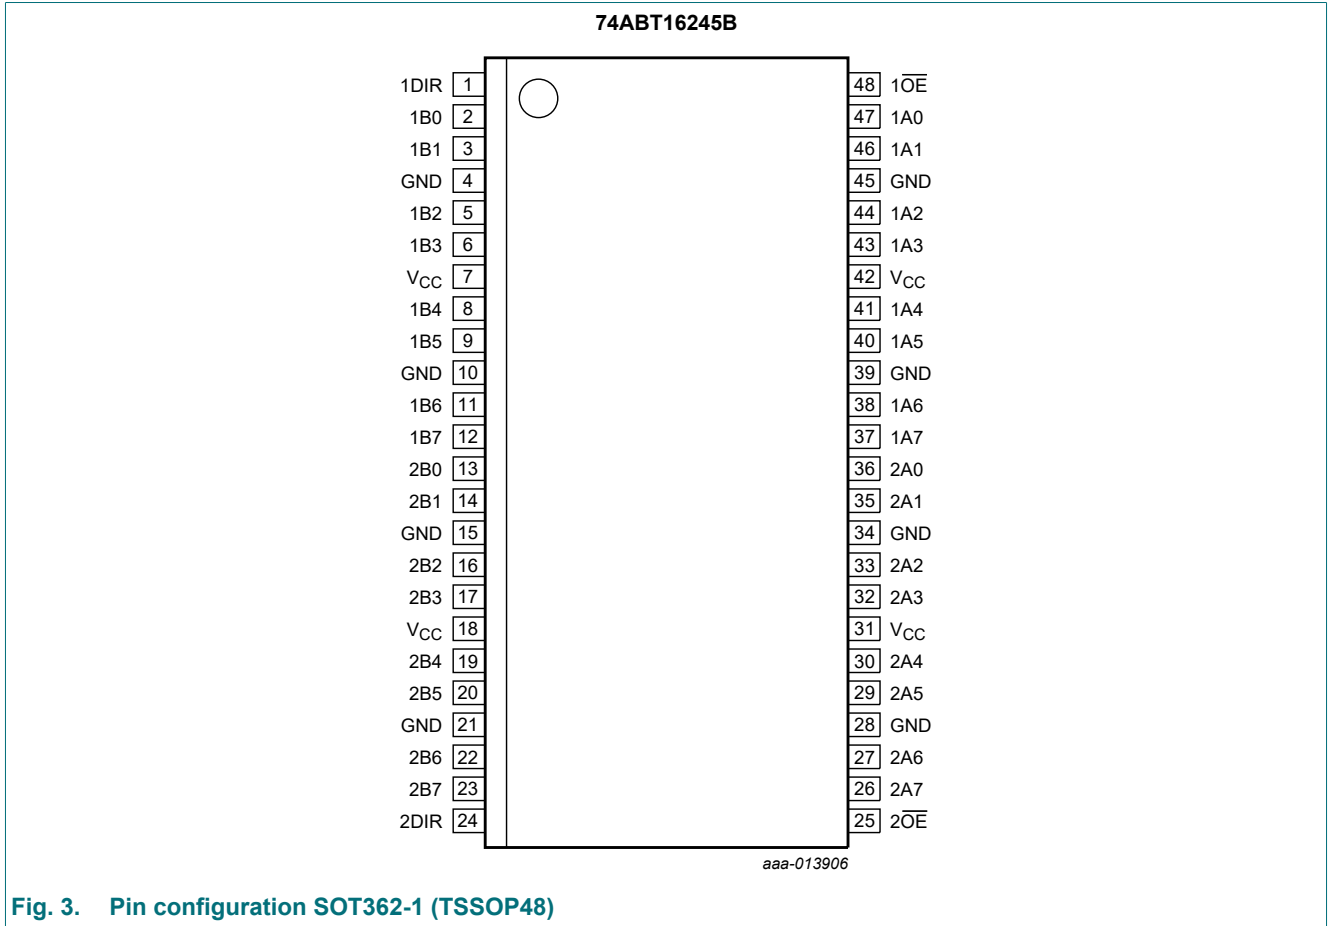 74ABT16245B
1DIR 1 48 1O̅E̅
1B0 2 47 1A0
1B1 3 46 1A1
GND 4 45 GND
1B2 5 44 1A2
1B3 6 43 1A3
VCC 7 42 VCC
1B4 8 41 1A4
1B5 9 40 1A5
GND 10 39 GND
1B6 11 38 1A6
1B7 12 37 1A7
2B0 13 36 2A0
2B1 14 35 2A1
GND 15 34 GND
2B2 16 33 2A2
2B3 17 32 2A3
VCC 18 31 VCC
2B4 19 30 2A4
2B5 20 29 2A5
GND 21 28 GND
2B6 22 27 2A6
2B7 23 26 2A7
2DIR 24 25 2O̅E̅
aaa-013906
Fig. 3. Pin configuration SOT362-1 (TSSOP48)